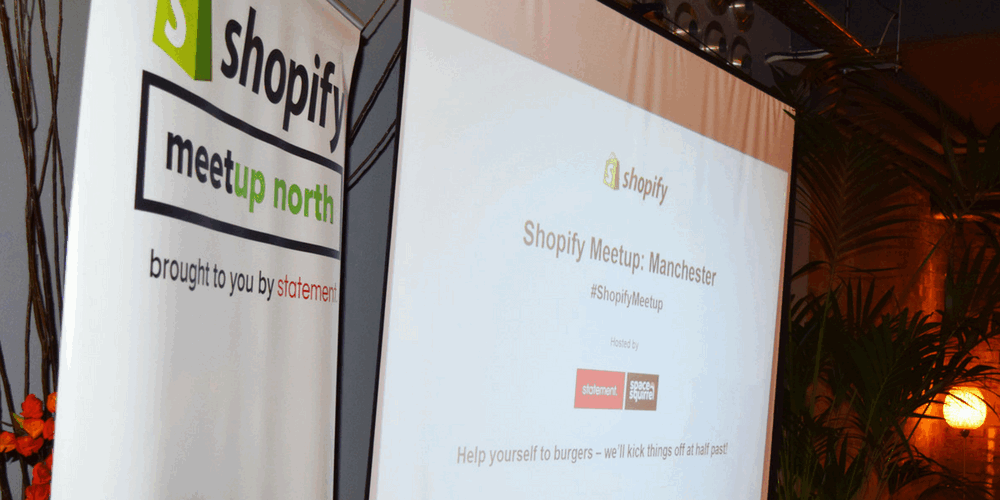 S
shopify
meetup north
brought to you by statement.
shopify
Shopify Meetup: Manchester
#ShopifyMeetup
Hosted by
statement.
space
squirrel
Help yourself to burgers – we'll kick things off at half past!